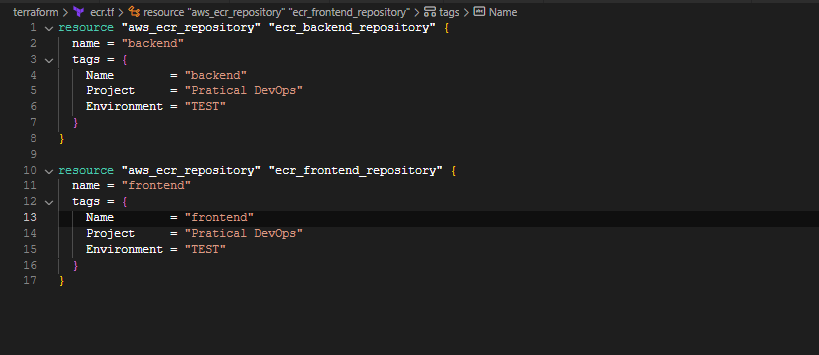 terraform > ecr.tf > resource "aws_ecr_repository" "ecr_frontend_repository" > tags > Name
1 resource "aws_ecr_repository" "ecr_backend_repository" {
2 name = "backend"
3 tags = {
4 Name = "backend"
5 Project = "Pratical DevOps"
6 Environment = "TEST"
7 }
8 }
9
10 resource "aws_ecr_repository" "ecr_frontend_repository" {
11 name = "frontend"
12 tags = {
13 Name = "frontend"
14 Project = "Pratical DevOps"
15 Environment = "TEST"
16 }
17 }